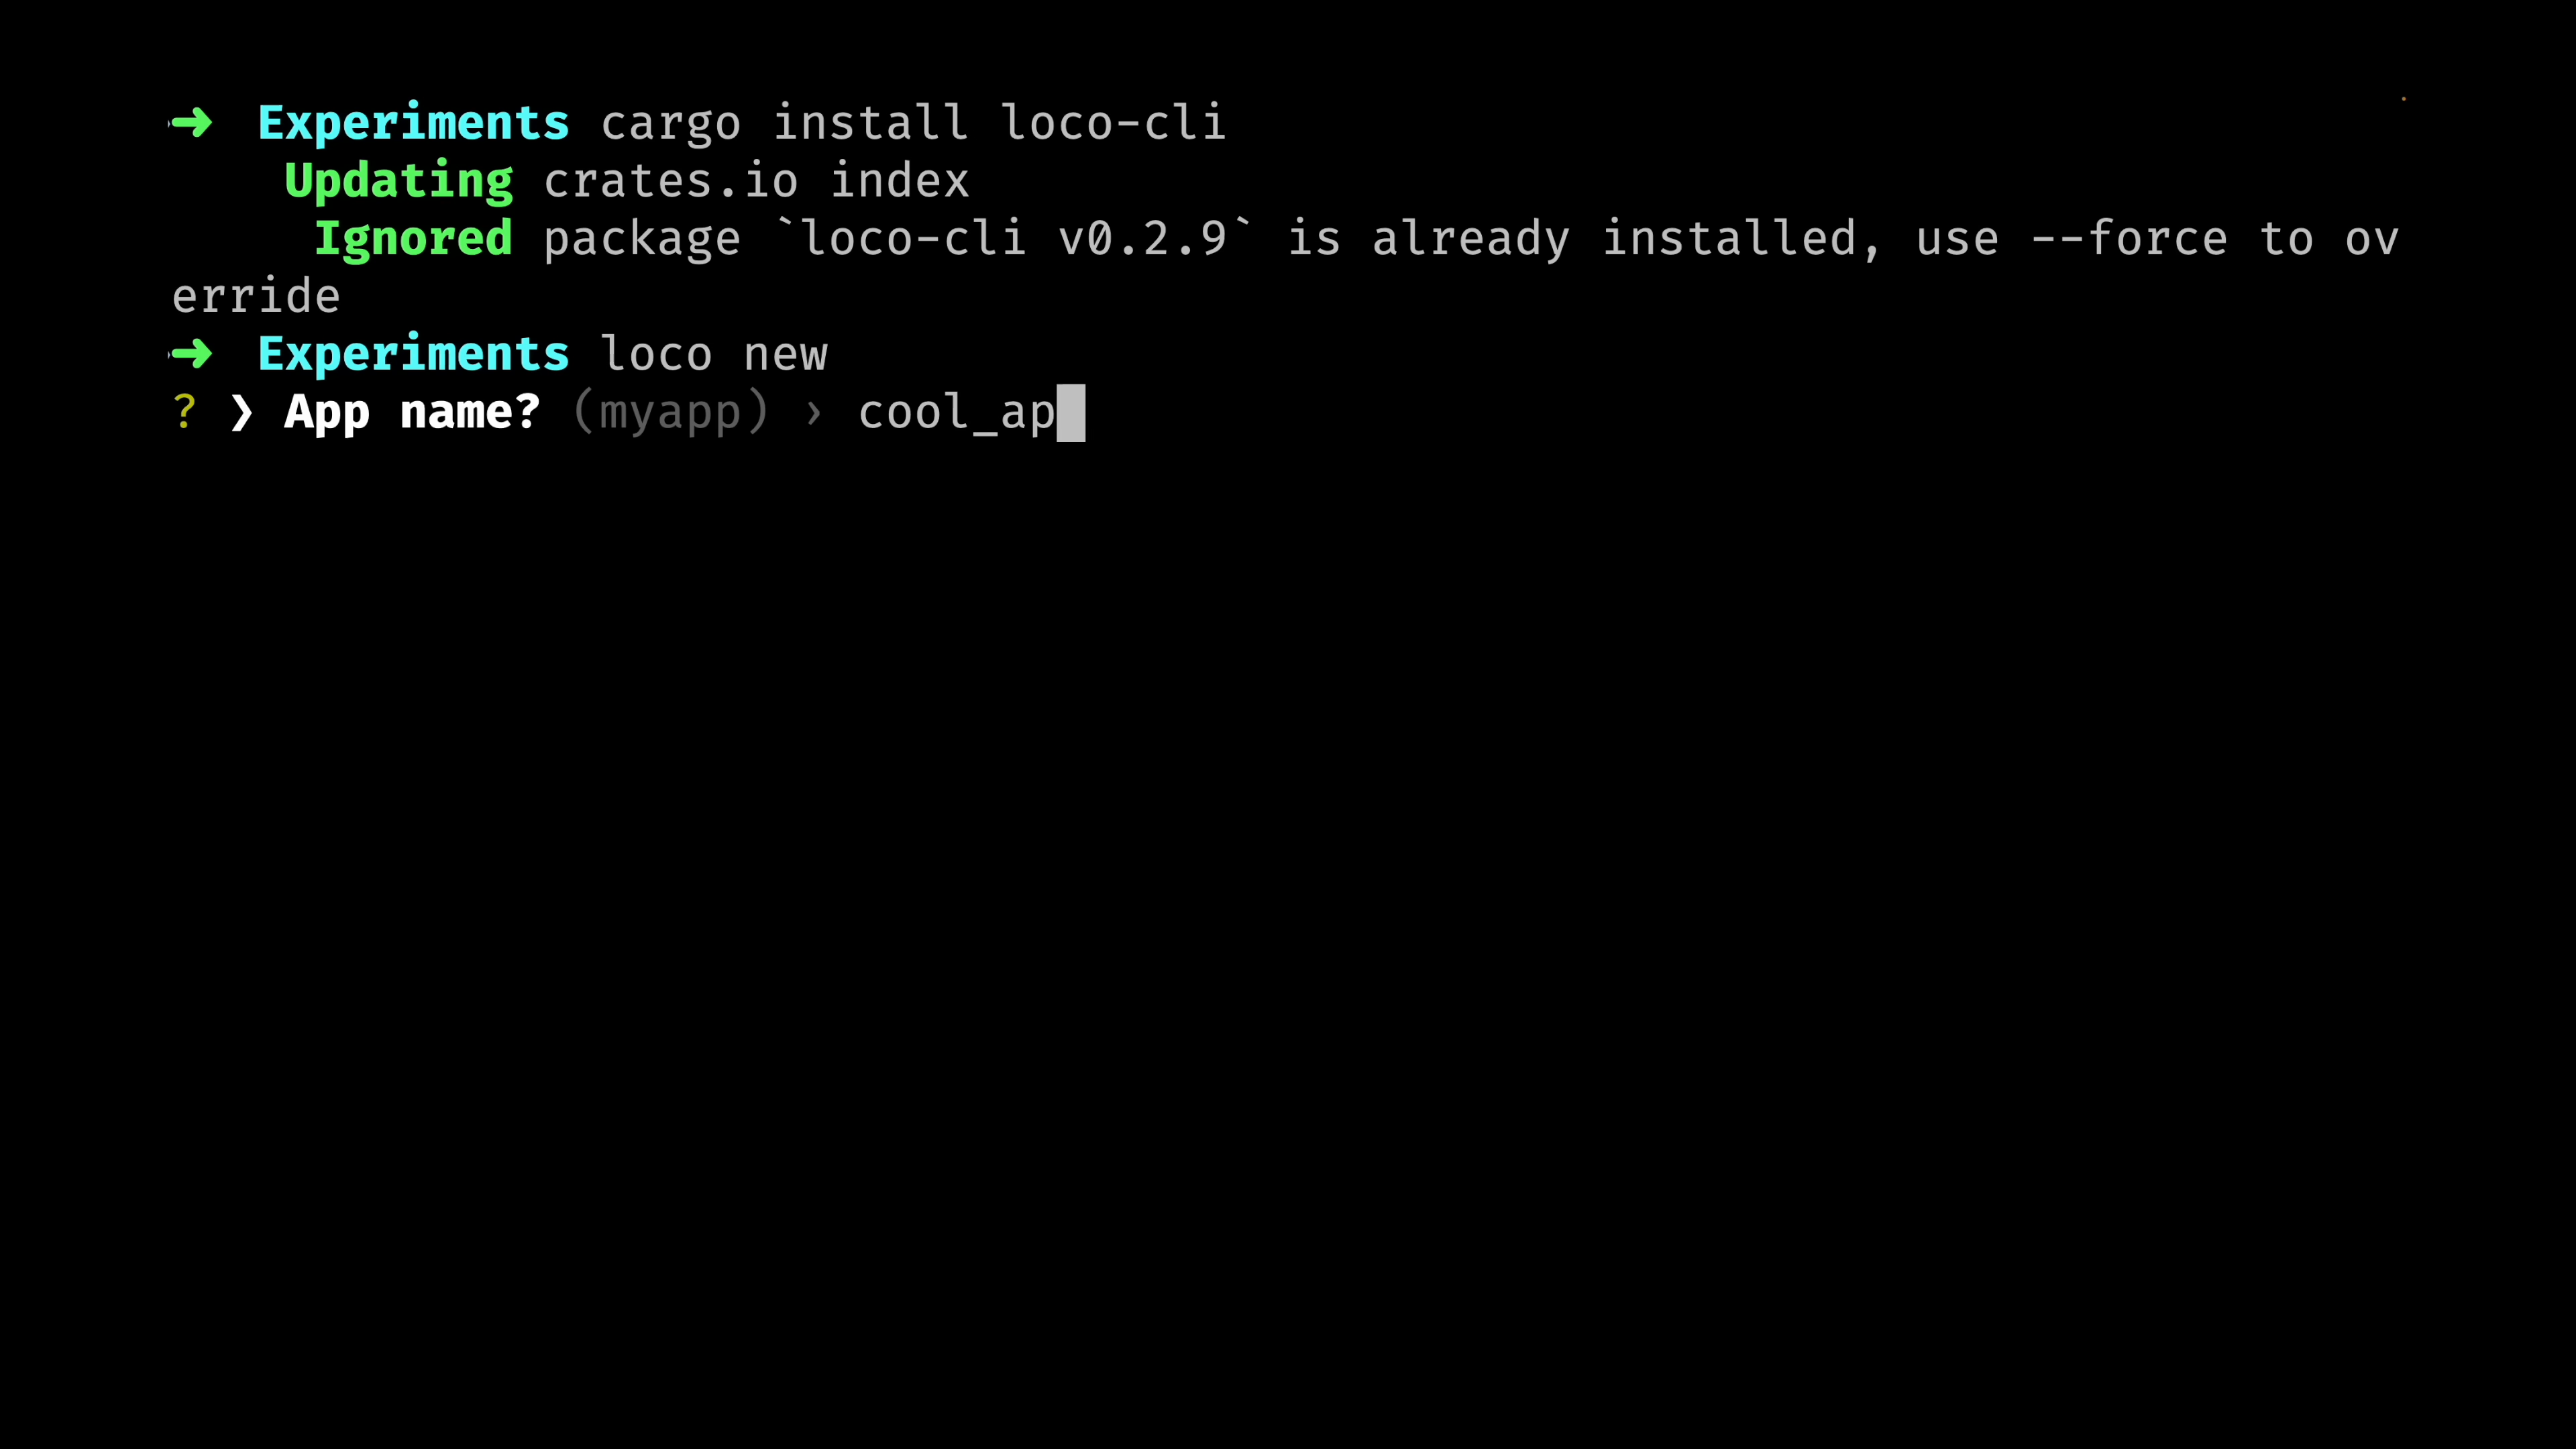 ➜ Experiments cargo install loco-cli
Updating crates.io index
Ignored package `loco-cli v0.2.9` is already installed, use --force to ov
erride
➜ Experiments loco new
? ❯ App name? (myapp) › cool_ap